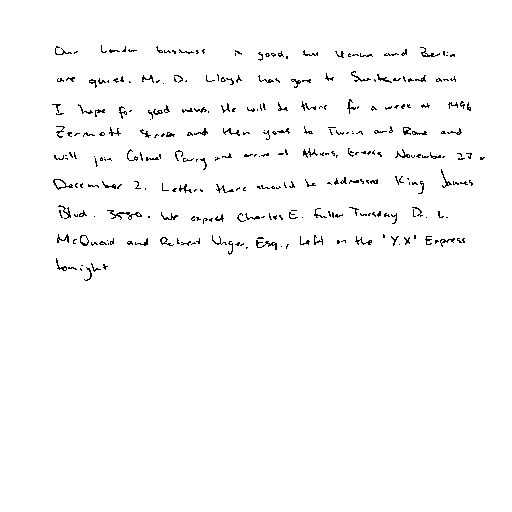 Our London business is good, but Vienna and Berlin
are quiet. Mr. D. Lloyd has gone to Switzerland and
I hope for good news. He will be there for a week at 1496
Zermott Street and then goes to Turin and Rome and
will join Colonel Parry and arrive at Athens, Greece November 27 or
December 2. Letters there should be addressed King James
Blvd. 3580. We expect Charles E. Fuller Tuesday. D. L.
McQuaid and Robert Unger, Esq., left on the "Y.X" Express
tonight